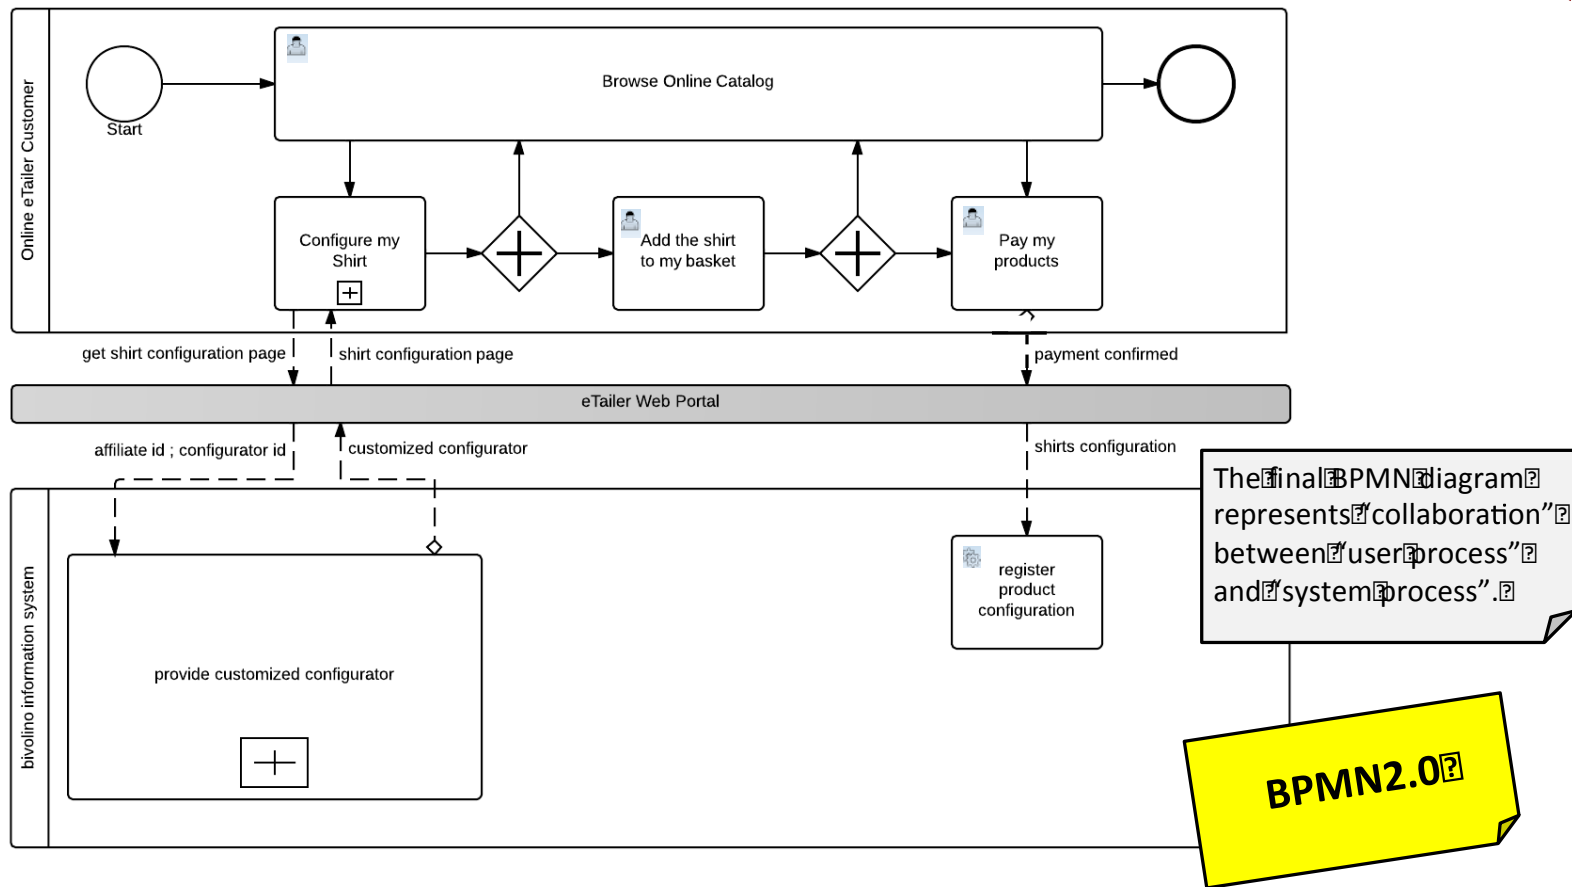 Online eTailer Customer
Start
Browse Online Catalog
Configure my
Shirt
Add the shirt
to my basket
Pay my
products
get shirt configuration page
shirt configuration page
payment confirmed
eTailer Web Portal
affiliate id ; configurator id
customized configurator
shirts configuration
bivolino information system
provide customized configurator
register
product
configuration
The final BPMN diagram
represents “collaboration”
between “user process”
and “system process”.
BPMN2.0